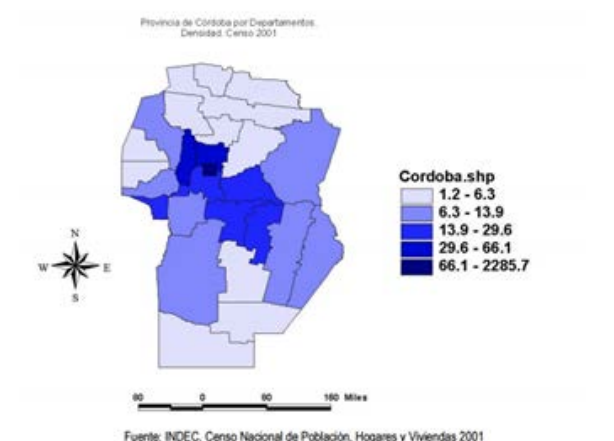 Provincia de Córdoba por Departamentos.
Densidad. Censo 2001
Cordoba.shp
1.2 - 6.3
6.3 - 13.9
13.9 - 29.6
29.6 - 66.1
66.1 - 2285.7
N
W E
S
80 0 80 160 Miles
Fuente: INDEC. Censo Nacional de Población, Hogares y Viviendas 2001